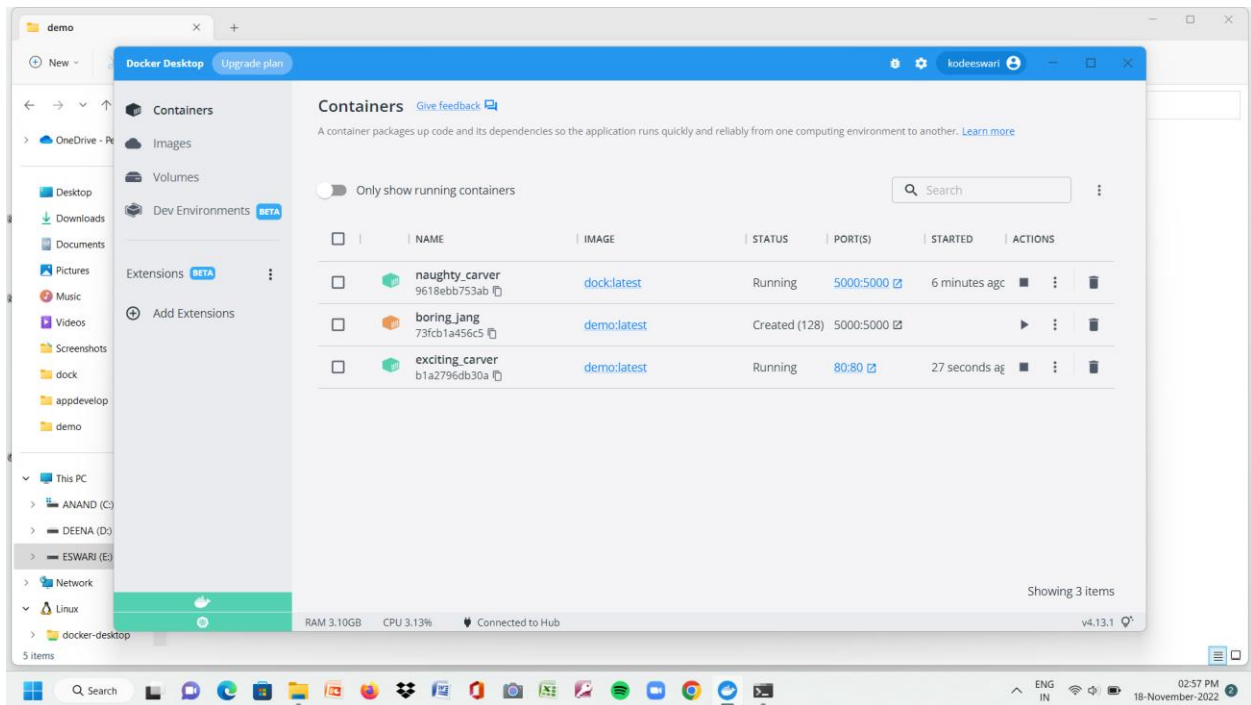 demo
New
Docker Desktop Upgrade plan
kodeeswari
OneDrive - Pe
Desktop
Downloads
Documents
Pictures
Music
Videos
Screenshots
dock
appdevelop
demo
This PC
ANAND (C:)
DEENA (D:)
ESWARI (E:)
Network
Linux
docker-desktop
5 items
Containers
Images
Volumes
Dev Environments BETA
Extensions BETA
Add Extensions
Containers Give feedback
A container packages up code and its dependencies so the application runs quickly and reliably from one computing environment to another. Learn more
Only show running containers
Search
NAME IMAGE STATUS PORT(S) STARTED ACTIONS
naughty_carver
9618ebb753ab
dock:latest Running 5000:5000 6 minutes agc
boring_jang
73fcb1a456c5
demo:latest Created (128) 5000:5000
exciting_carver
b1a2796db30a
demo:latest Running 80:80 27 seconds ag
Showing 3 items
RAM 3.10GB CPU 3.13% Connected to Hub v4.13.1
Search
ENG
IN
02:57 PM
18-November-2022
2